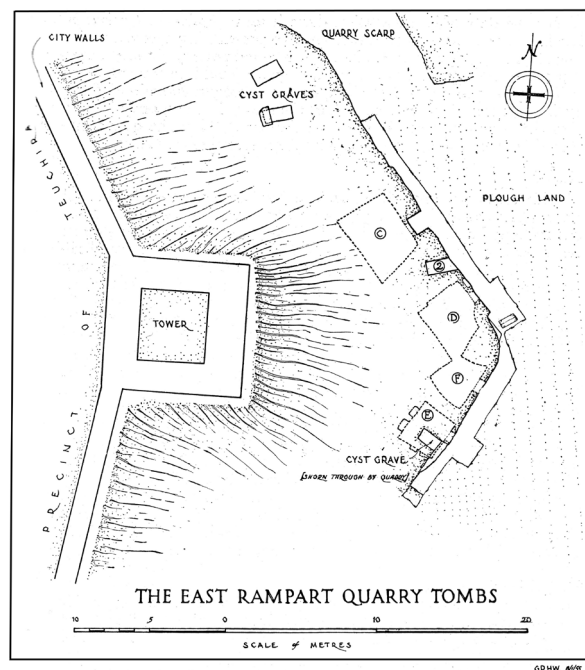 CITY WALLS
QUARRY SCARP
N
CYST GRAVES
PRECINCT OF TEUCHIRA
PLOUGH LAND
C
2
TOWER
D
F
E
CYST GRAVE
[SHORN THROUGH BY QUARRY]
THE EAST RAMPART QUARRY TOMBS
10 5 0 10 20
SCALE of METRES
GRHW